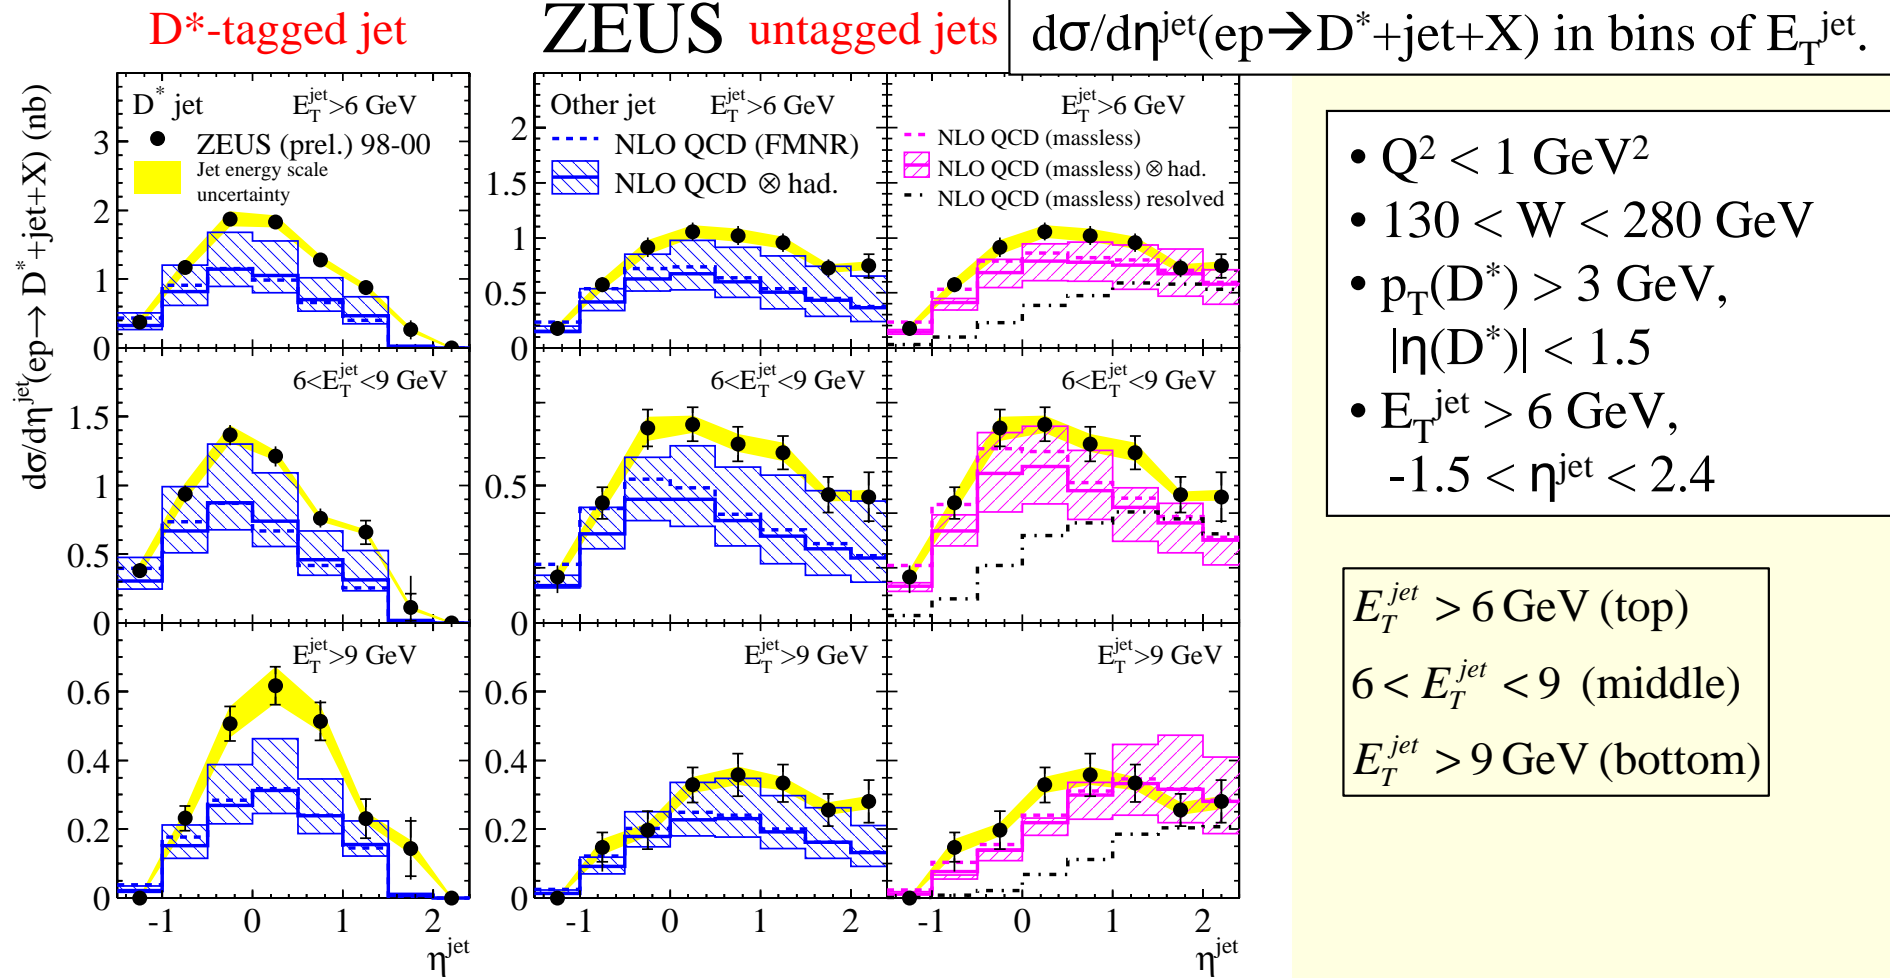 D*-tagged jet
ZEUS
untagged jets
dσ/dη^jet(ep→D*+jet+X) in bins of E_T^jet.
dσ/dη^jet(ep→ D*+jet+X) (nb)
D* jet
E_T^jet>6 GeV
ZEUS (prel.) 98-00
Jet energy scale
uncertainty
3
2
1
0
Other jet
E_T^jet>6 GeV
NLO QCD (FMNR)
NLO QCD ⊗ had.
2
1.5
1
0.5
0
E_T^jet>6 GeV
NLO QCD (massless)
NLO QCD (massless) ⊗ had.
NLO QCD (massless) resolved
6<E_T^jet<9 GeV
1.5
1
0.5
0
6<E_T^jet<9 GeV
0.5
0
6<E_T^jet<9 GeV
E_T^jet>9 GeV
0.6
0.4
0.2
0
-1 0 1 2
η^jet
E_T^jet>9 GeV
0.6
0.4
0.2
0
-1 0 1 2
E_T^jet>9 GeV
-1 0 1 2
η^jet
• Q² < 1 GeV²
• 130 < W < 280 GeV
• p_T(D*) > 3 GeV,
|η(D*)| < 1.5
• E_T^jet > 6 GeV,
-1.5 < η^jet < 2.4
E_T^jet > 6 GeV (top)
6 < E_T^jet < 9 (middle)
E_T^jet > 9 GeV (bottom)